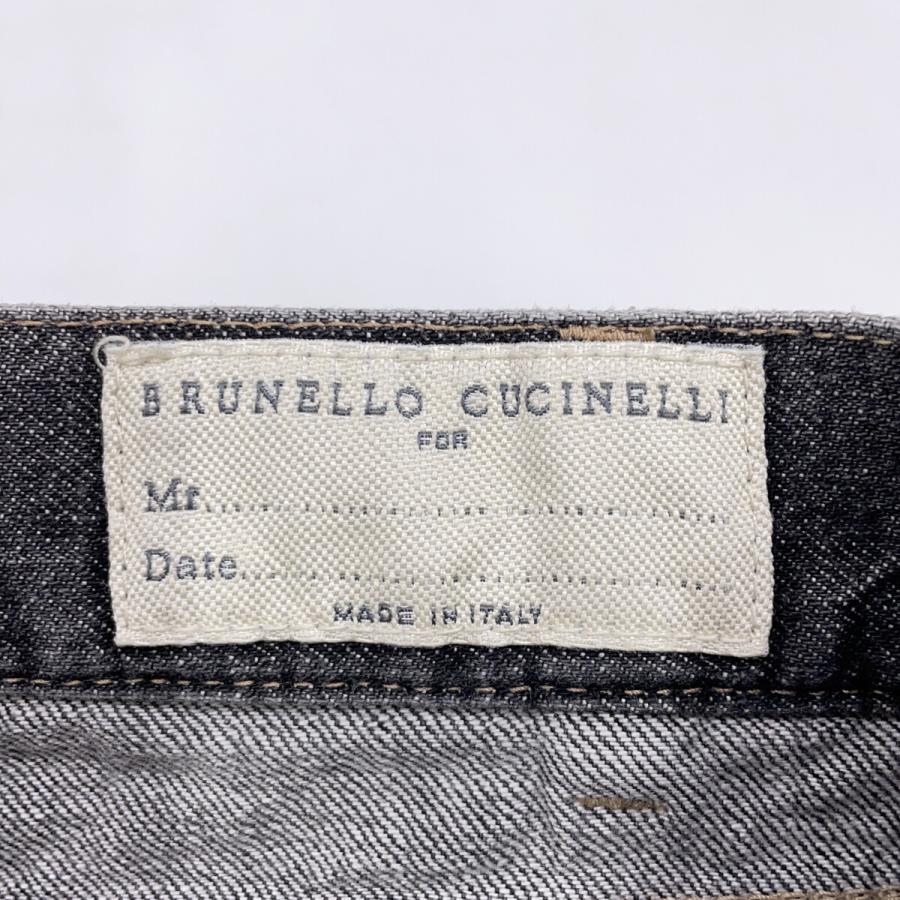 BRUNELLO CUCINELLI
FOR
Mr..............................................
Date...........................................
MADE IN ITALY